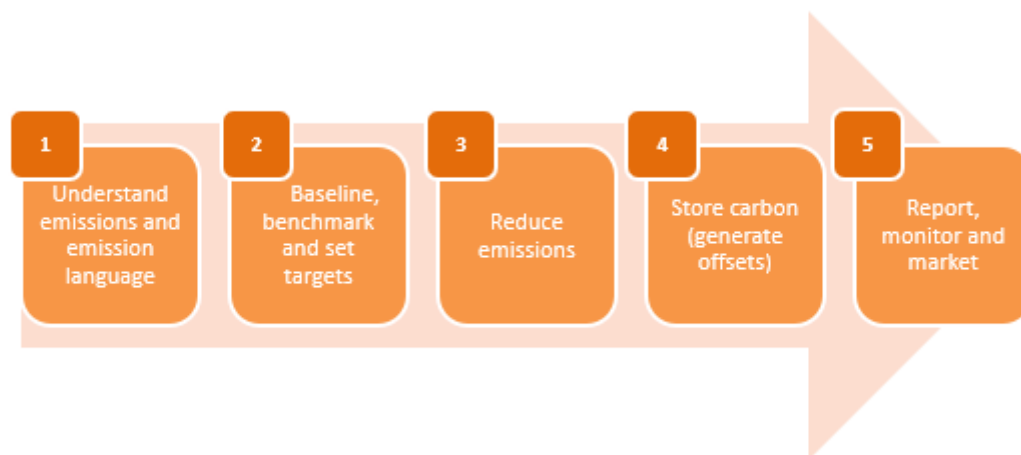 1
Understand
emissions and
emission
language
2
Baseline,
benchmark
and set
targets
3
Reduce
emissions
4
Store carbon
(generate
offsets)
5
Report,
monitor and
market